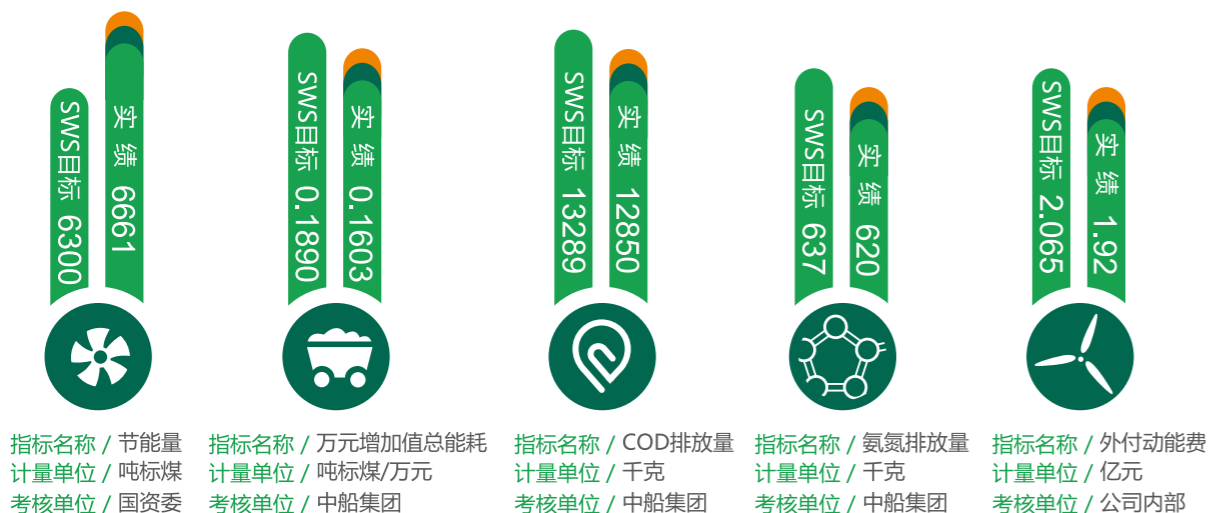 SWS目标 6300
实 绩 6661
SWS目标 0.1890
实 绩 0.1603
SWS目标 13289
实 绩 12850
SWS目标 637
实 绩 620
SWS目标 2.065
实 绩 1.92
指标名称 / 节能量
计量单位 / 吨标煤
考核单位 / 国资委
指标名称 / 万元增加值总能耗
计量单位 / 吨标煤/万元
考核单位 / 中船集团
指标名称 / COD排放量
计量单位 / 千克
考核单位 / 中船集团
指标名称 / 氨氮排放量
计量单位 / 千克
考核单位 / 中船集团
指标名称 / 外付动能费
计量单位 / 亿元
考核单位 / 公司内部